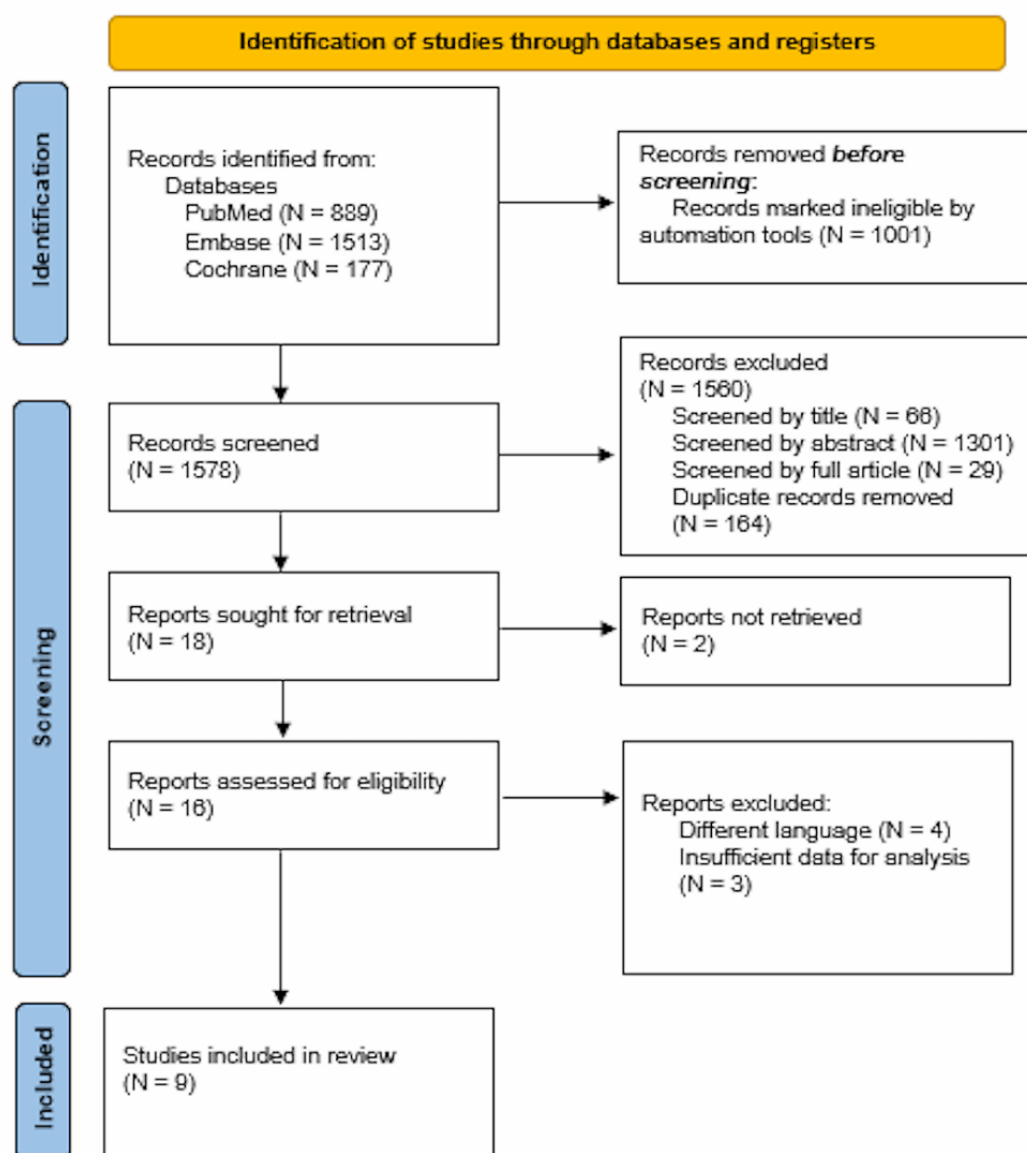 Identification of studies through databases and registers
Identification
Records identified from:
Databases
PubMed (N = 889)
Embase (N = 1513)
Cochrane (N = 177)
Records removed before
screening:
Records marked ineligible by
automation tools (N = 1001)
Screening
Records screened
(N = 1578)
Records excluded
(N = 1560)
Screened by title (N = 66)
Screened by abstract (N = 1301)
Screened by full article (N = 29)
Duplicate records removed
(N = 164)
Reports sought for retrieval
(N = 18)
Reports not retrieved
(N = 2)
Reports assessed for eligibility
(N = 16)
Reports excluded:
Different language (N = 4)
Insufficient data for analysis
(N = 3)
Included
Studies included in review
(N = 9)